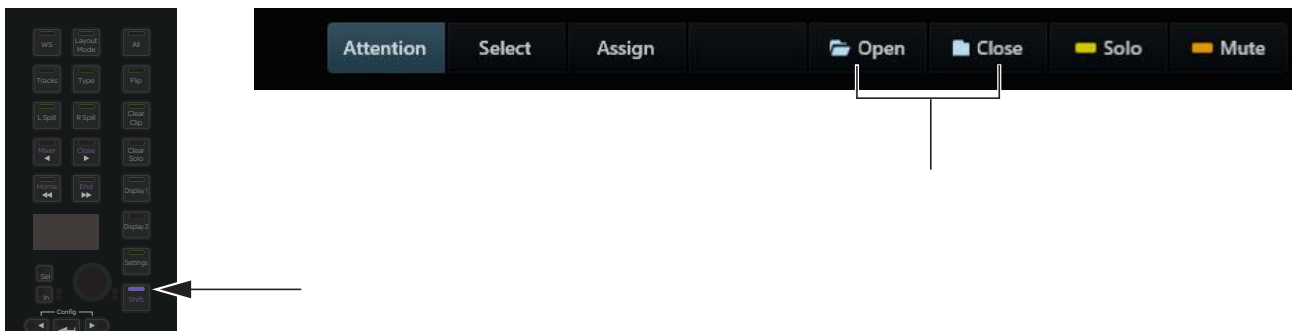 WS Layout Mode All
Tracks Type Flip
L Spill R Spill Clear Clip
Mixer Close Clear Solo
Home End Display 1
Display 2
Settings
Sel
In Shift
Config
Attention Select Assign Open Close Solo Mute